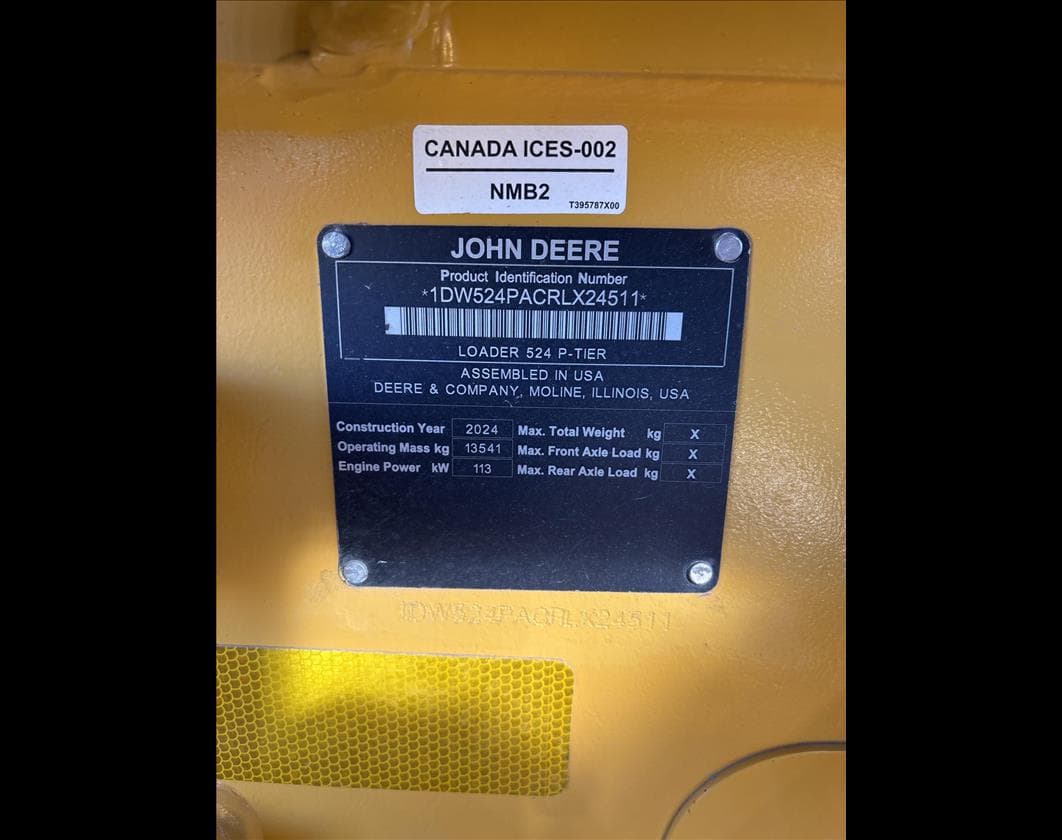 CANADA ICES-002
NMB2
T395787X00
JOHN DEERE
Product Identification Number
*1DW524PACRLX24511*
LOADER 524 P-TIER
ASSEMBLED IN USA
DEERE & COMPANY, MOLINE, ILLINOIS, USA
Construction Year 2024 Max. Total Weight kg X
Operating Mass kg 13541 Max. Front Axle Load kg X
Engine Power kW 113 Max. Rear Axle Load kg X
1DW524PACRLX24511